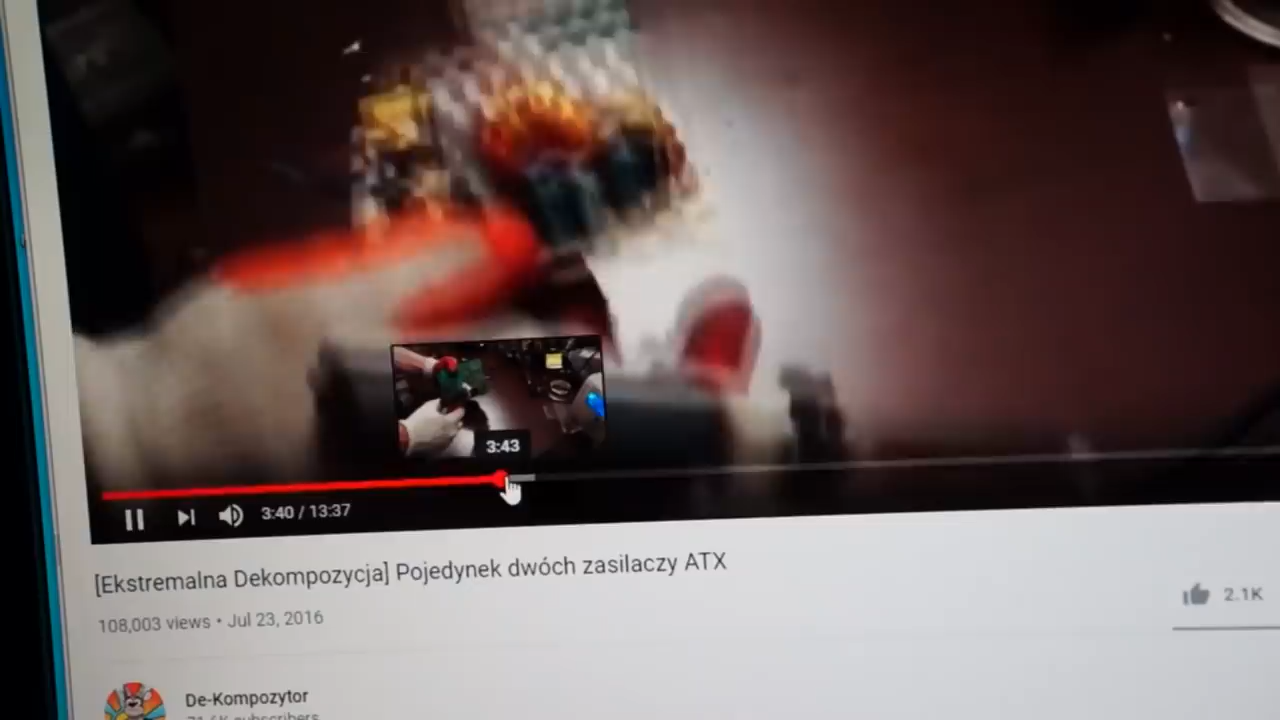 3:43
3:40 / 13:37
[Ekstremalna Dekompozycja] Pojedynek dwóch zasilaczy ATX
108,003 views • Jul 23, 2016
2.1K
De-Kompozytor
subscribers